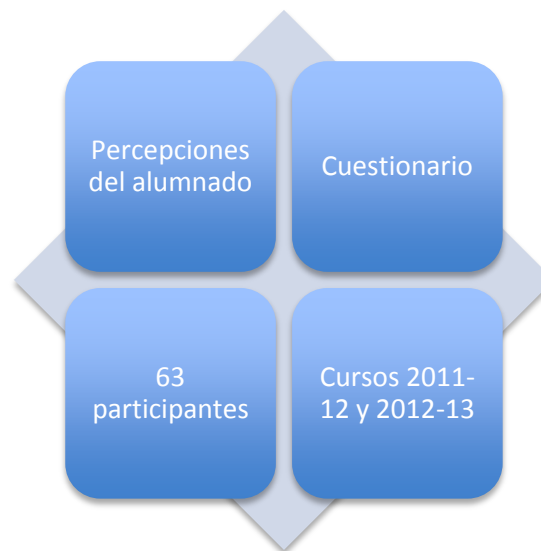 Percepciones
del alumnado
Cuestionario
63
participantes
Cursos 2011-
12 y 2012-13